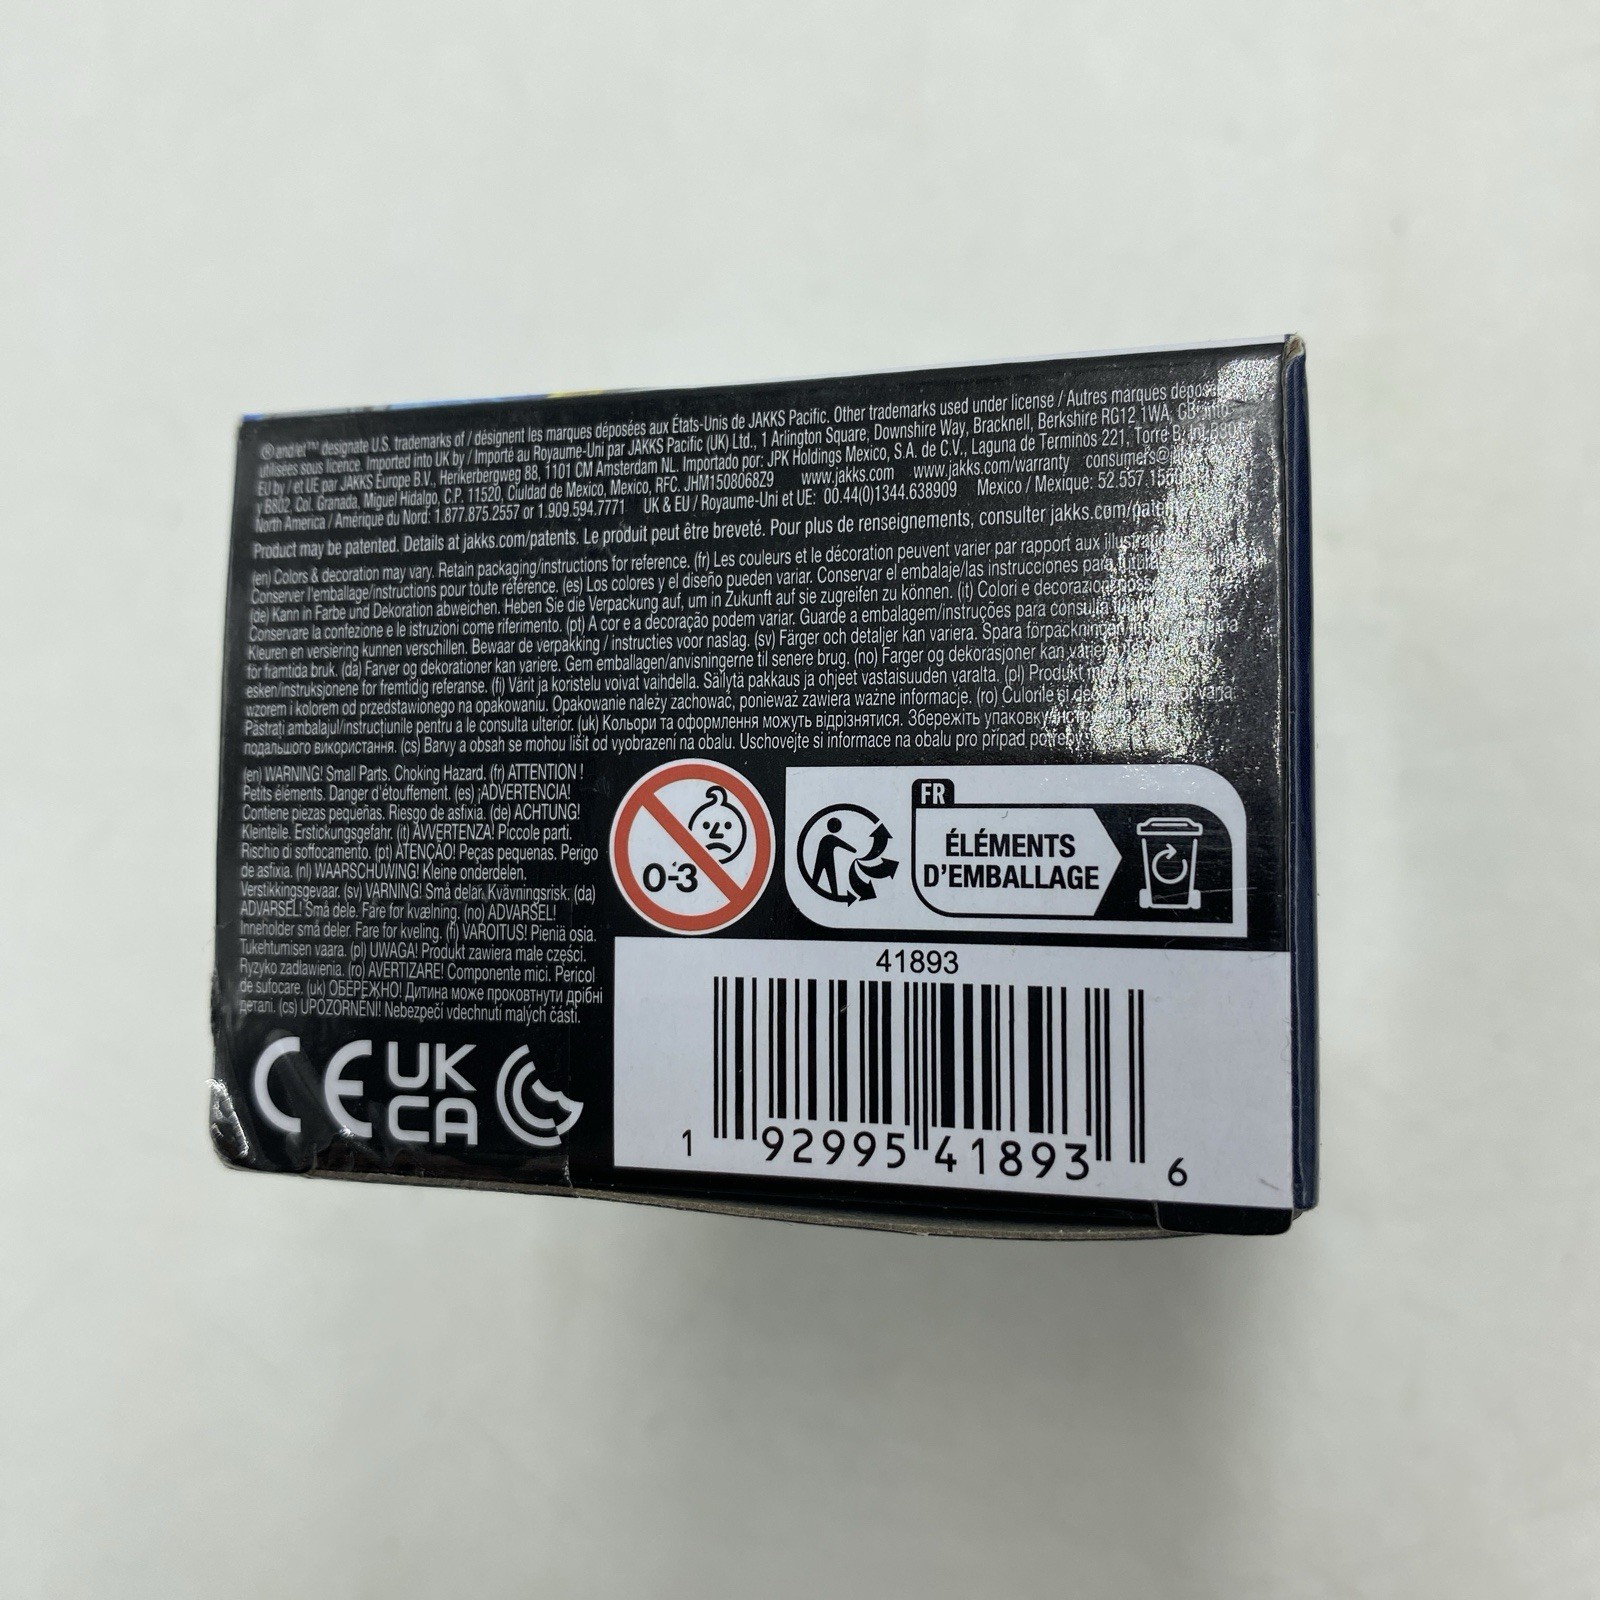 ® and/et™ designate U.S. trademarks of / désignent les marques déposées aux États-Unis de JAKKS Pacific. Other trademarks used under license / Autres marques déposées
utilisées sous licence. Imported into UK by / Importé au Royaume-Uni par JAKKS Pacific (UK) Ltd., 1 Arlington Square, Downshire Way, Bracknell, Berkshire RG12 1WA, GB
EU by / et UE par JAKKS Europe B.V., Herikerbergweg 88, 1101 CM Amsterdam NL. Importado por: JPK Holdings Mexico, S.A. de C.V., Laguna de Terminos 221, Torre B,
y B802, Col. Granada, Miguel Hidalgo, C.P. 11520, Ciuldad de Mexico, Mexico, RFC. JHM1508068Z9 www.jakks.com www.jakks.com/warranty
North America / Amérique du Nord: 1.877.875.2557 or 1.909.594.7771 UK & EU / Royaume-Uni et UE: 00.44(0)1344.638909 Mexico / Mexique:
Product may be patented. Details at jakks.com/patents. Le produit peut être breveté. Pour plus de renseignements, consulter
(en) Colors & decoration may vary. Retain packaging/instructions for reference. (fr) Les couleurs et le décoration peuvent varier par rapport aux
Conserver l'emballage/instructions pour toute référence. (es) Los colores y el diseño pueden variar. Conservar el embalaje/las instrucciones para
(de) Kann in Farbe und Dekoration abweichen. Heben Sie die Verpackung auf, um in Zukunft auf sie zugreifen zu können. (it) Colori e
Conservare la confezione e le istruzioni come riferimento. (pt) A cor e a decoração podem variar. Guarde a embalagem/instruções para
Kleuren en versiering kunnen verschillen. Bewaar de verpakking / instructies voor naslag. (sv) Färger och detaljer kan variera. Spara
för framtida bruk. (da) Farver og dekorationer kan variere. Gem emballagen/anvisningerne til senere brug. (no) Farger og dekorasjoner kan
esken/instruksjonene for fremtidig referanse. (fi) Värit ja koristelu voivat vaihdella. Säilytä pakkaus ja ohjeet vastaisuuden varalta. (pl) Produkt
wzorem i kolorem od przedstawionego na opakowaniu. Opakowanie należy zachować, ponieważ zawiera ważne informacje. (ro) Culorile și
Păstrați ambalajul/instrucțiunile pentru a le consulta ulterior. (uk) Кольори та оформлення можуть відрізнятися. Збережіть упаковку
подальшого використання. (cs) Barvy a obsah se mohou lišit od vyobrazení na obalu. Uschovejte si informace na obalu pro případ potřeby
(en) WARNING! Small Parts. Choking Hazard. (fr) ATTENTION !
Petits éléments. Danger d'étouffement. (es) ¡ADVERTENCIA!
Contiene piezas pequeñas. Riesgo de asfixia. (de) ACHTUNG!
Kleinteile. Erstickungsgefahr. (it) AVVERTENZA! Piccole parti.
Rischio di soffocamento. (pt) ATENÇÃO! Peças pequenas. Perigo
de asfixia. (nl) WAARSCHUWING! Kleine onderdelen.
Verstikkingsgevaar. (sv) VARNING! Små delar, Kvävningsrisk. (da)
ADVARSEL! Små dele. Fare for kvælning. (no) ADVARSEL!
Inneholder små deler. Fare for kveling. (fi) VAROITUS! Pieniä osia.
Tukehtumisen vaara. (pl) UWAGA! Produkt zawiera małe części.
Ryzyko zadławienia. (ro) AVERTIZARE! Componente mici. Pericol
de sufocare. (uk) ОБЕРЕЖНО! Дитина може проковтнути дрібні
деталі. (cs) UPOZORNĚNÍ! Nebezpečí vdechnutí malých částí.
0-3
FR
ÉLÉMENTS
D'EMBALLAGE
CE
UK
CA
41893
1 92995 41893 6